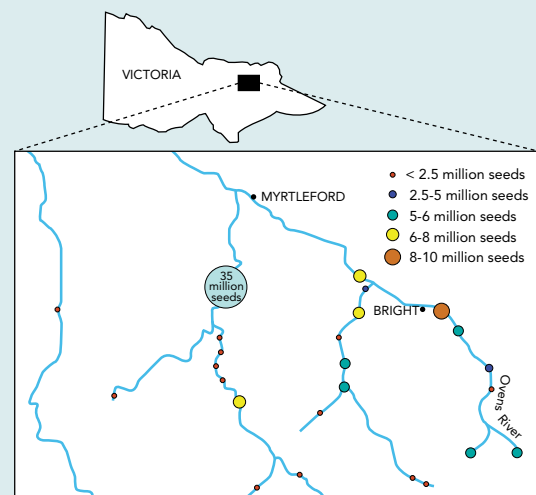 VICTORIA
MYRTLEFORD
< 2.5 million seeds
2.5-5 million seeds
5-6 million seeds
6-8 million seeds
8-10 million seeds
35
million
seeds
BRIGHT
Ovens River